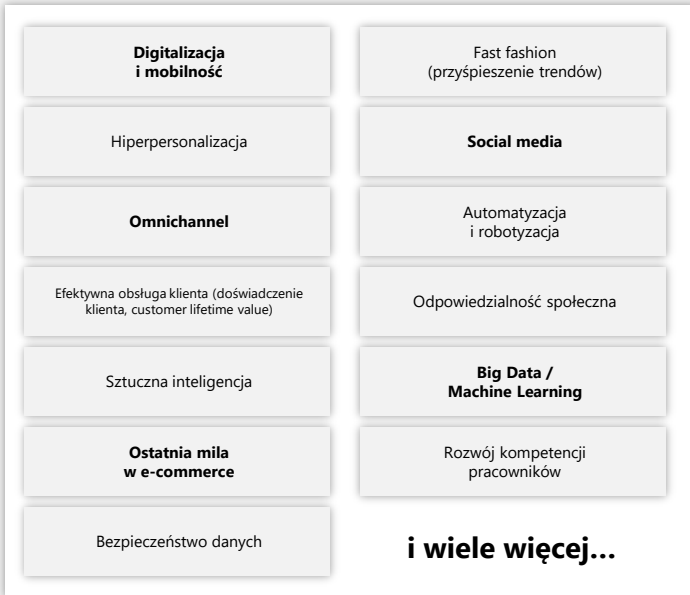 Digitalizacja
i mobilność
Fast fashion
(przyśpieszenie trendów)
Hiperpersonalizacja
Social media
Omnichannel
Automatyzacja
i robotyzacja
Efektywna obsługa klienta (doświadczenie
klienta, customer lifetime value)
Odpowiedzialność społeczna
Sztuczna inteligencja
Big Data /
Machine Learning
Ostatnia mila
w e-commerce
Rozwój kompetencji
pracowników
Bezpieczeństwo danych
i wiele więcej...